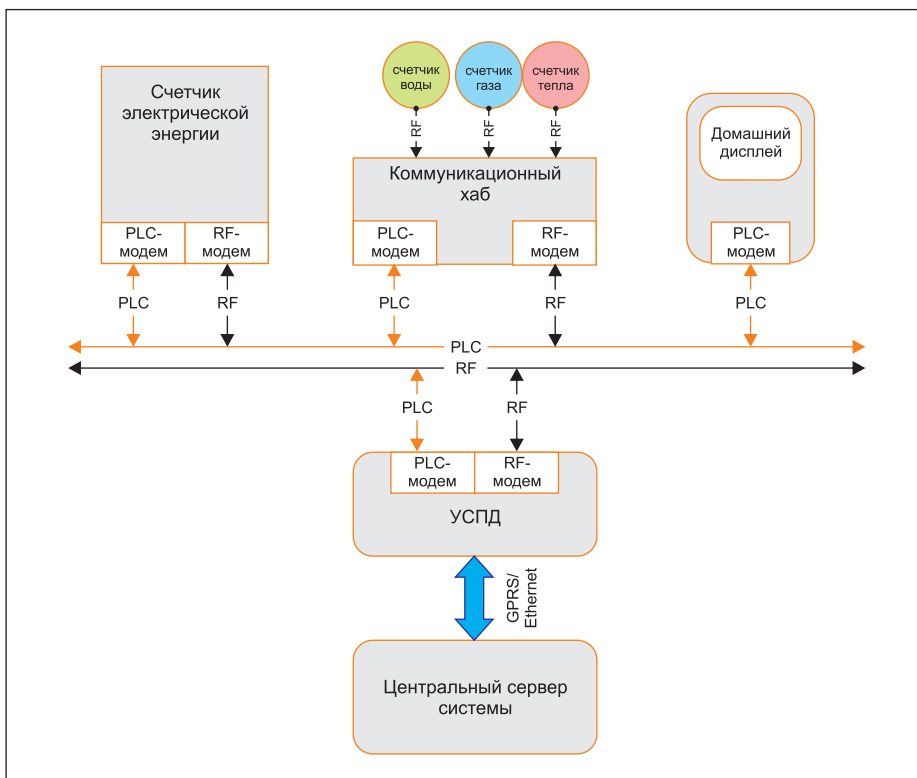 Счетчик
электрической
энергии
PLC-
модем
RF-
модем
счетчик
воды
счетчик
газа
счетчик
тепла
RF
RF
RF
Коммуникационный
хаб
PLC-
модем
RF-
модем
Домашний
дисплей
PLC-
модем
PLC
RF
PLC
RF
PLC
PLC
RF
PLC
RF
PLC-
модем
RF-
модем
УСПД
GPRS/
Ethernet
Центральный сервер
системы